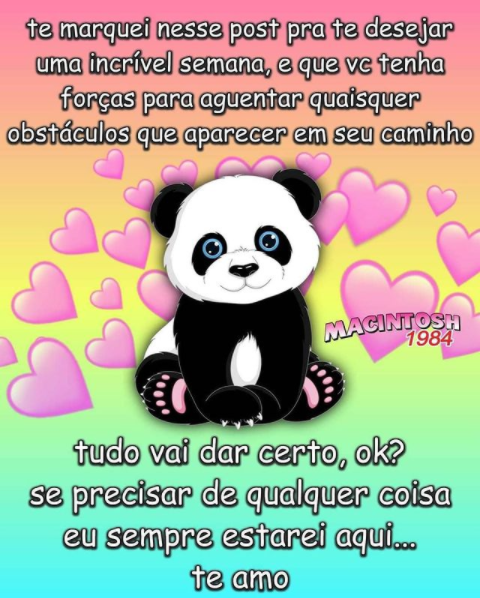 te marquei nesse post pra te desejar
uma incrível semana, e que vc tenha
forças para aguentar quaisquer
obstáculos que aparecer em seu caminho
MACINTOSH
1984
tudo vai dar certo, ok?
se precisar de qualquer coisa
eu sempre estarei aqui...
te amo